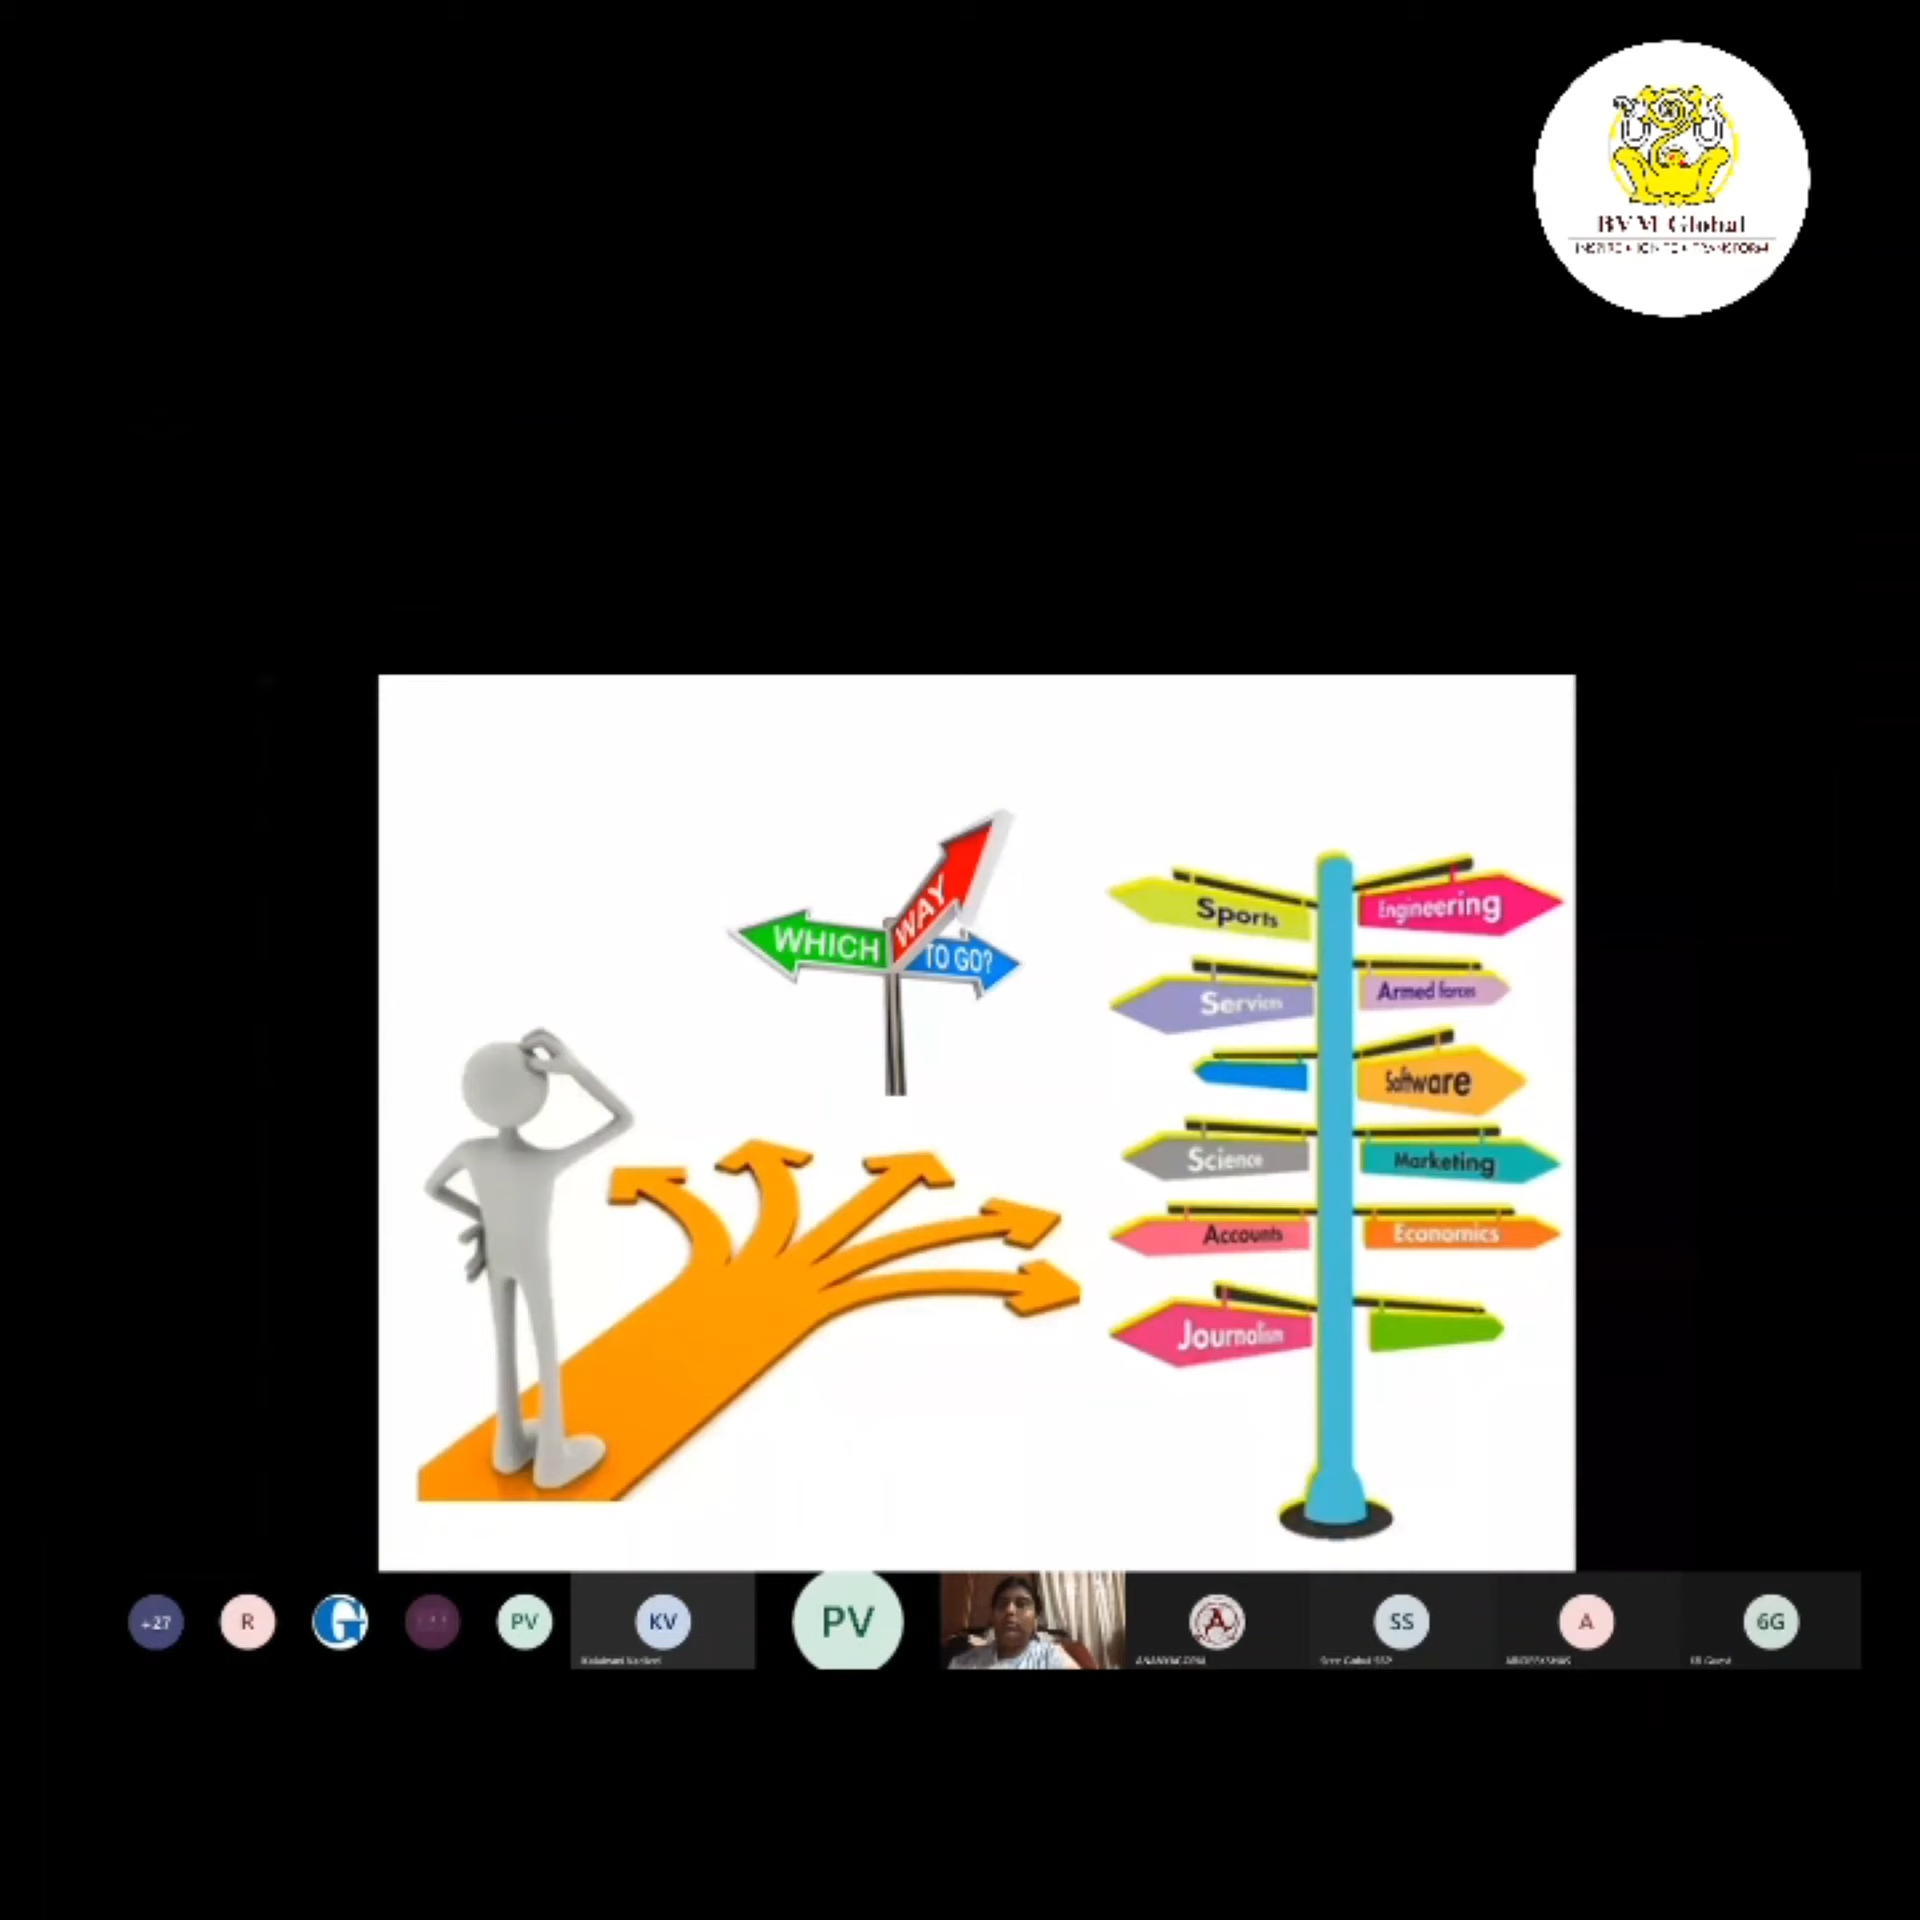 BVM Global
WHICH
WAY
TO GO?
Sports
Engineering
Services
Armed forces
Software
Science
Marketing
Accounts
Economics
Journalism
+27
R
G
PV
KV
PV
A
SS
A
6G